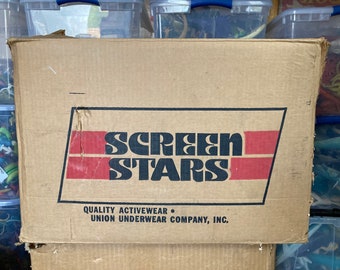 SCREEN
STARS
QUALITY ACTIVEWEAR •
UNION UNDERWEAR COMPANY, INC.